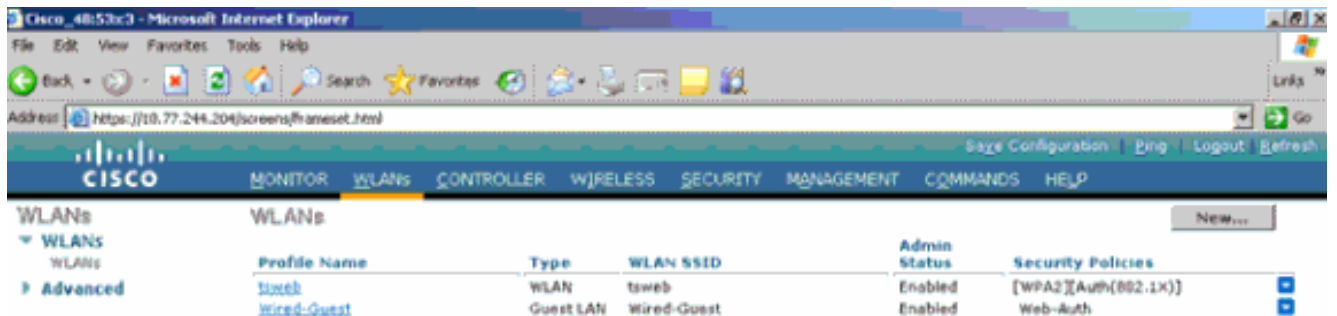 Cisco_48:53:c3 - Microsoft Internet Explorer
File Edit View Favorites Tools Help
Back Search Favorites Links
Address https://10.77.244.204/screens/frameset.html Go
Save Configuration | Ping | Logout | Refresh
CISCO MONITOR WLANs CONTROLLER WIRELESS SECURITY MANAGEMENT COMMANDS HELP
WLANs
WLANs
WLANs
Advanced
WLANs New...
Profile Name Type WLAN SSID Admin Status Security Policies
tsweb WLAN tsweb Enabled [WPA2][Auth(802.1X)]
Wired-Guest Guest LAN Wired-Guest Enabled Web-Auth